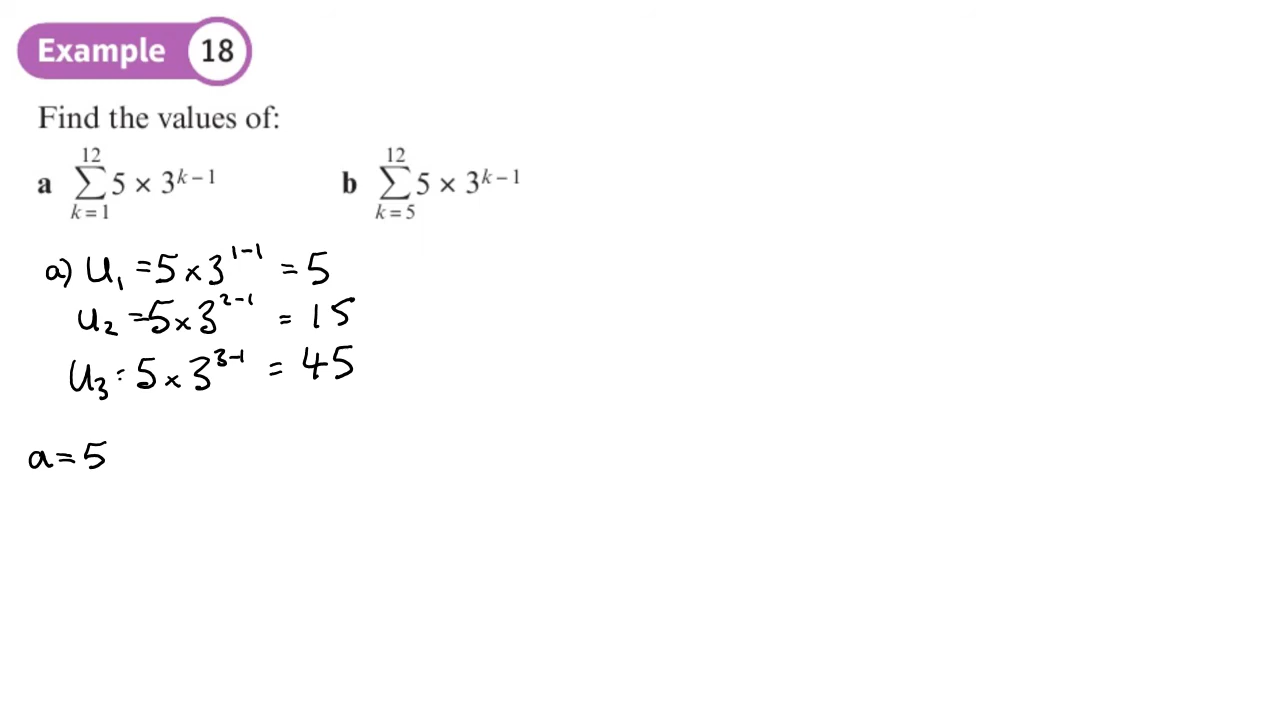 Example 18
Find the values of:
a ∑_{k=1}^{12} 5 × 3^{k−1} b ∑_{k=5}^{12} 5 × 3^{k−1}
a) u₁ = 5 × 3^{1-1} = 5
u₂ = 5 × 3^{2-1} = 15
u₃ = 5 × 3^{3-1} = 45
a = 5